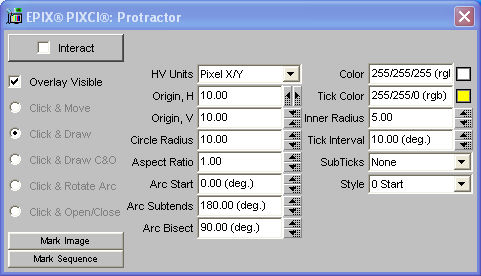 EPIX® PIXCI®: Protractor
Interact
Overlay Visible
Click & Move
Click & Draw
Click & Draw C&O
Click & Rotate Arc
Click & Open/Close
Mark Image
Mark Sequence
HV Units Pixel X/Y
Origin, H 10.00
Origin, V 10.00
Circle Radius 10.00
Aspect Ratio 1.00
Arc Start 0.00 (deg.)
Arc Subtends 180.00 (deg.)
Arc Bisect 90.00 (deg.)
Color 255/255/255 (rgl
Tick Color 255/255/0 (rgb)
Inner Radius 5.00
Tick Interval 10.00 (deg.)
SubTicks None
Style 0 Start